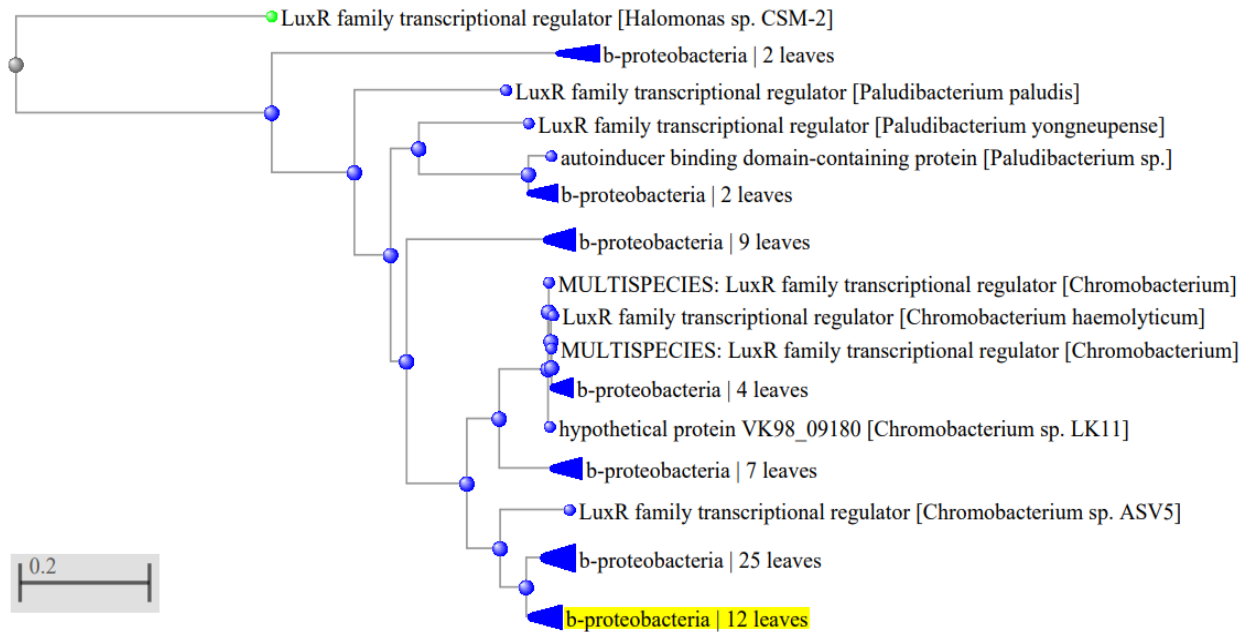 LuxR family transcriptional regulator [Halomonas sp. CSM-2]
b-proteobacteria | 2 leaves
LuxR family transcriptional regulator [Paludibacterium paludis]
LuxR family transcriptional regulator [Paludibacterium yongneupense]
autoinducer binding domain-containing protein [Paludibacterium sp.]
b-proteobacteria | 2 leaves
b-proteobacteria | 9 leaves
MULTISPECIES: LuxR family transcriptional regulator [Chromobacterium]
LuxR family transcriptional regulator [Chromobacterium haemolyticum]
MULTISPECIES: LuxR family transcriptional regulator [Chromobacterium]
b-proteobacteria | 4 leaves
hypothetical protein VK98_09180 [Chromobacterium sp. LK11]
b-proteobacteria | 7 leaves
LuxR family transcriptional regulator [Chromobacterium sp. ASV5]
b-proteobacteria | 25 leaves
0.2
b-proteobacteria | 12 leaves